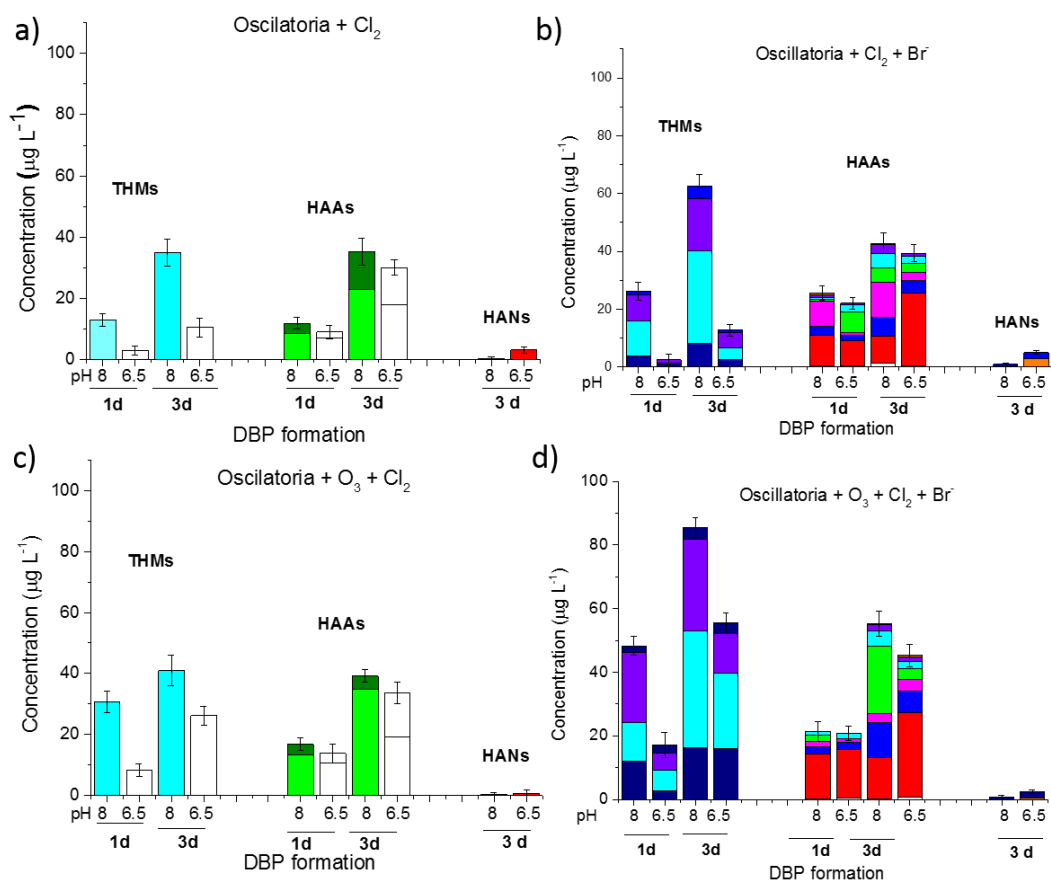 a)
Oscilatoria + Cl₂
Concentration (μg L⁻¹)
100
80
60
40
20
0
THMs
HAAs
HANs
pH 8 6.5 8 6.5 8 6.5 8 6.5 8 6.5
1d 3d 1d 3d 3 d
DBP formation
b)
Oscillatoria + Cl₂ + Br⁻
Concentration (μg L⁻¹)
100
80
60
40
20
0
THMs
HAAs
HANs
pH 8 6.5 8 6.5 8 6.5 8 6.5 8 6.5
1d 3d 1d 3d 3 d
DBP formation
c)
Oscilatoria + O₃ + Cl₂
Concentration (μg L⁻¹)
100
80
60
40
20
0
THMs
HAAs
HANs
pH 8 6.5 8 6.5 8 6.5 8 6.5 8 6.5
1d 3d 1d 3d 3 d
DBP formation
d)
Oscillatoria + O₃ + Cl₂ + Br⁻
Concentration (μg L⁻¹)
100
80
60
40
20
0
pH 8 6.5 8 6.5 8 6.5 8 6.5 8 6.5
1d 3d 1d 3d 3 d
DBP formation